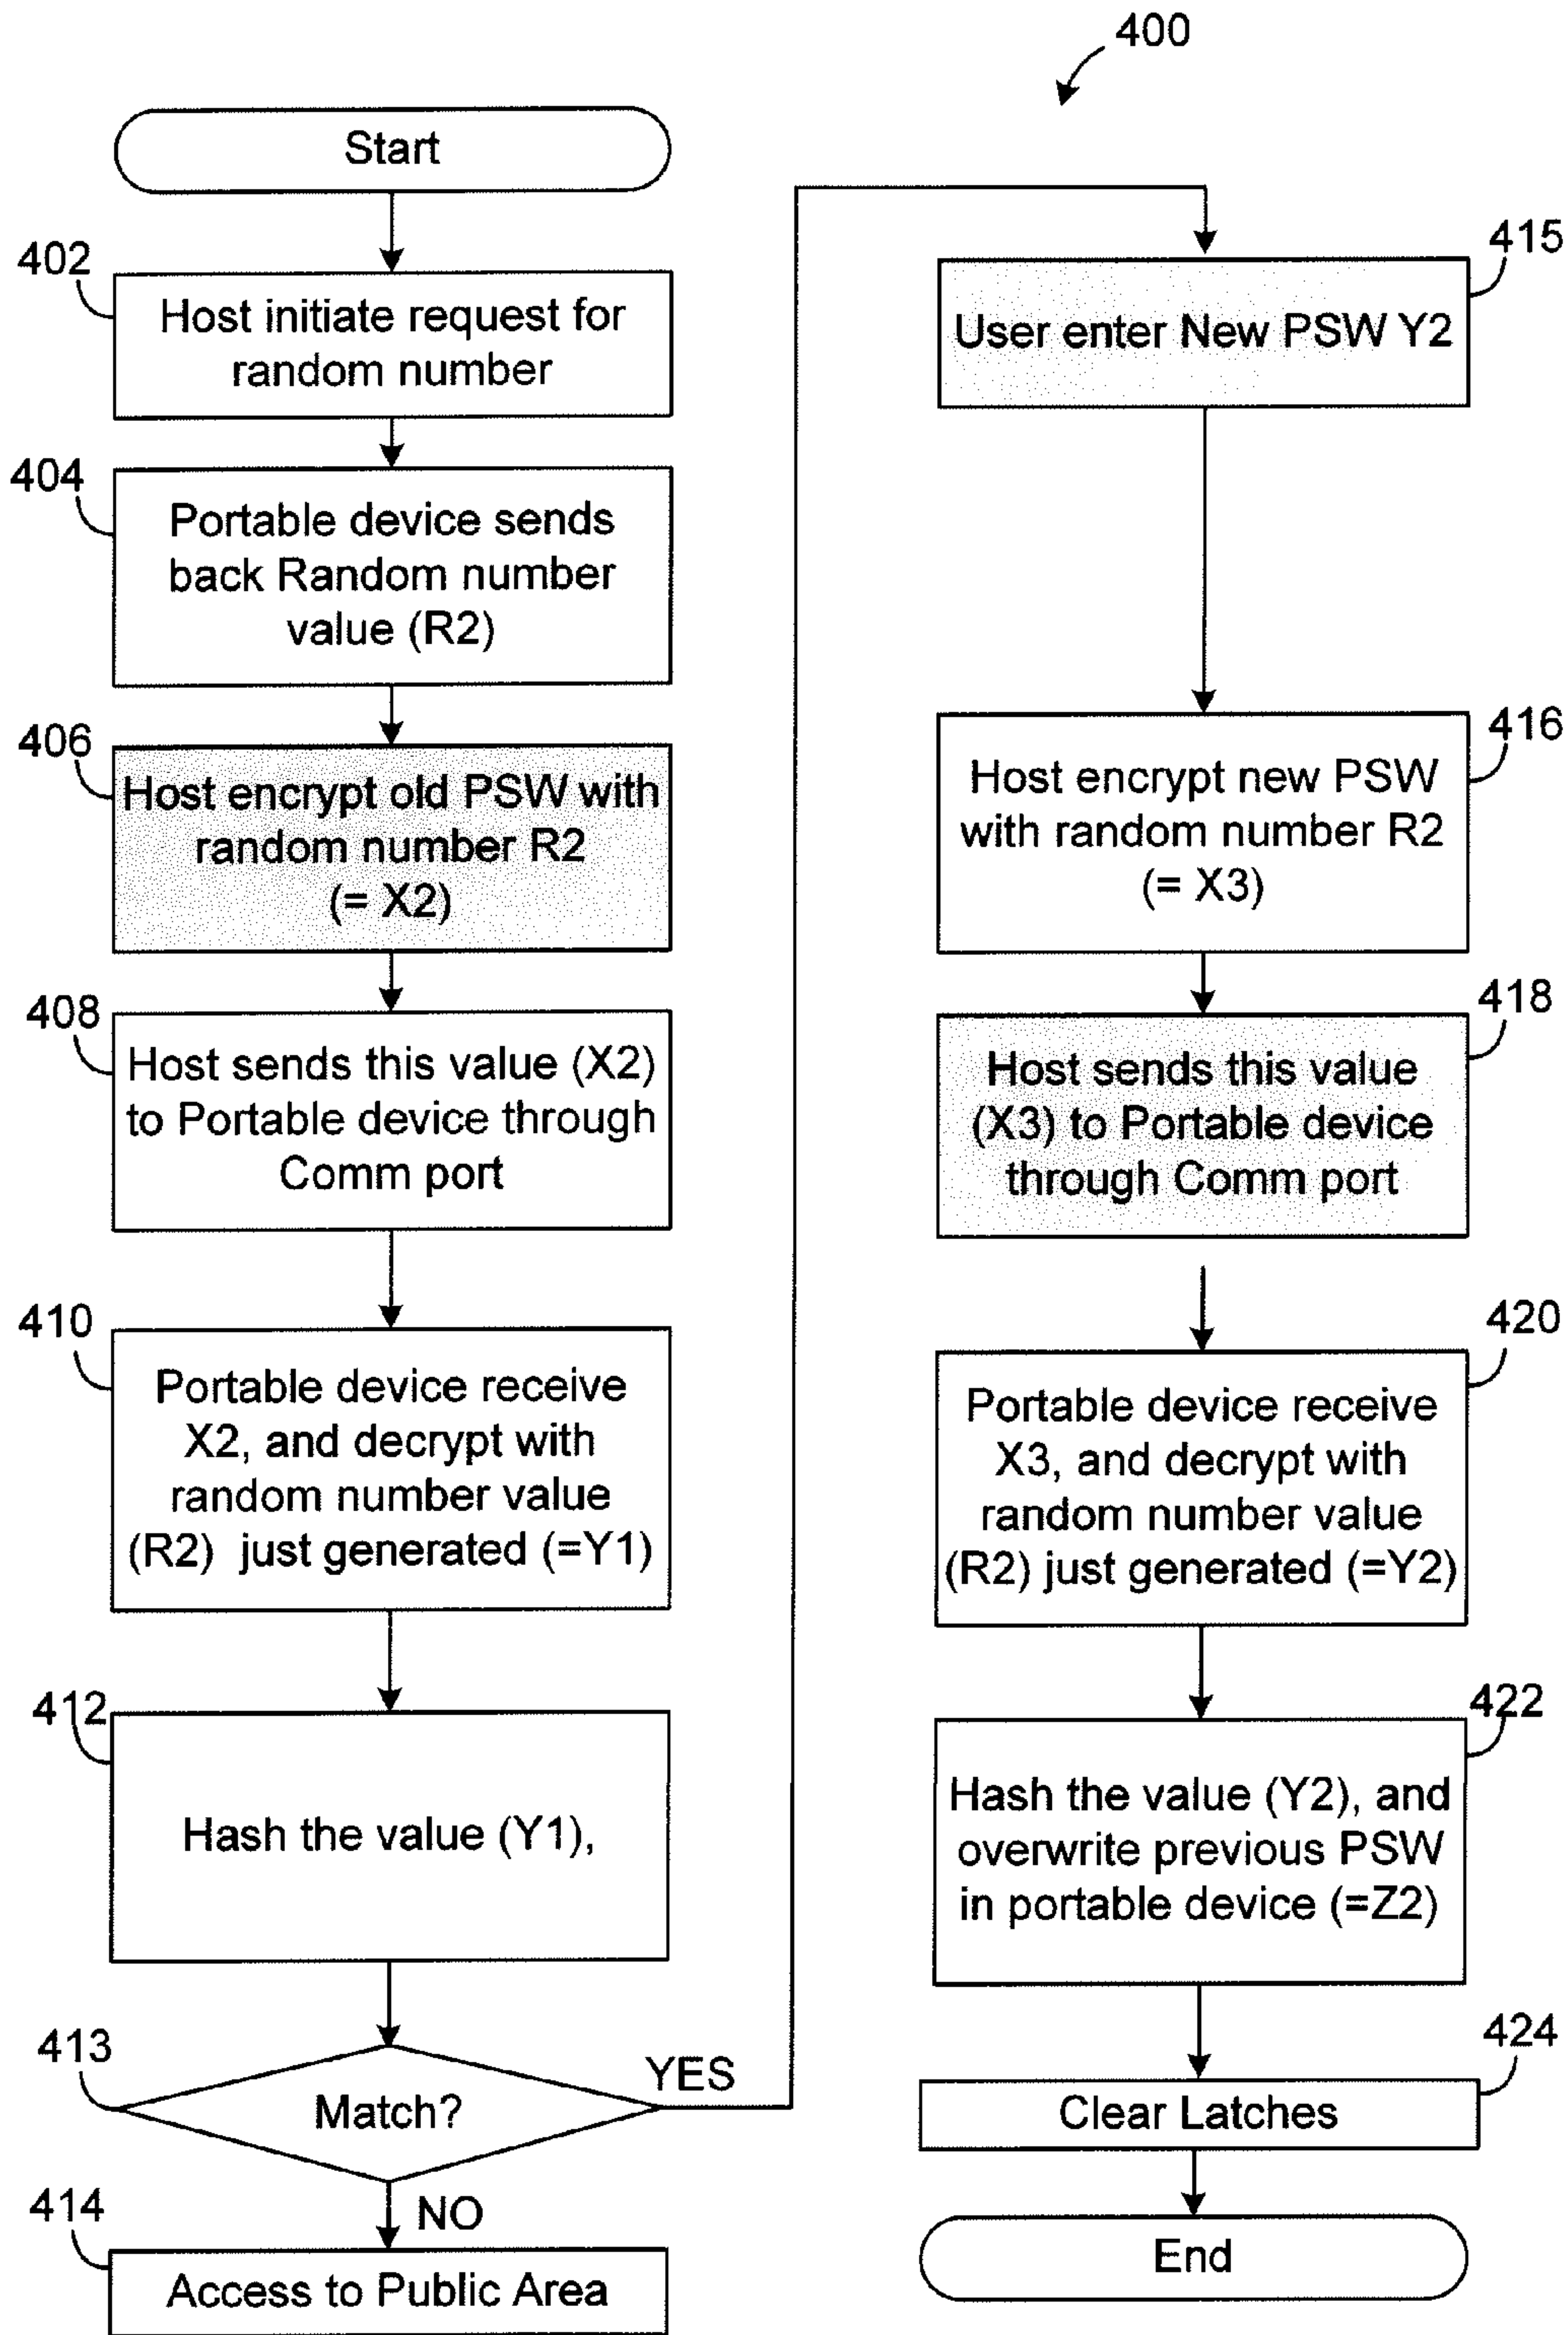 400
Start
402
Host initiate request for
random number
404
Portable device sends
back Random number
value (R2)
406
Host encrypt old PSW with
random number R2
(= X2)
408
Host sends this value (X2)
to Portable device through
Comm port
410
Portable device receive
X2, and decrypt with
random number value
(R2) just generated (=Y1)
412
Hash the value (Y1),
413
Match?
YES
NO
414
Access to Public Area
415
User enter New PSW Y2
416
Host encrypt new PSW
with random number R2
(= X3)
418
Host sends this value
(X3) to Portable device
through Comm port
420
Portable device receive
X3, and decrypt with
random number value
(R2) just generated (=Y2)
422
Hash the value (Y2), and
overwrite previous PSW
in portable device (=Z2)
424
Clear Latches
End